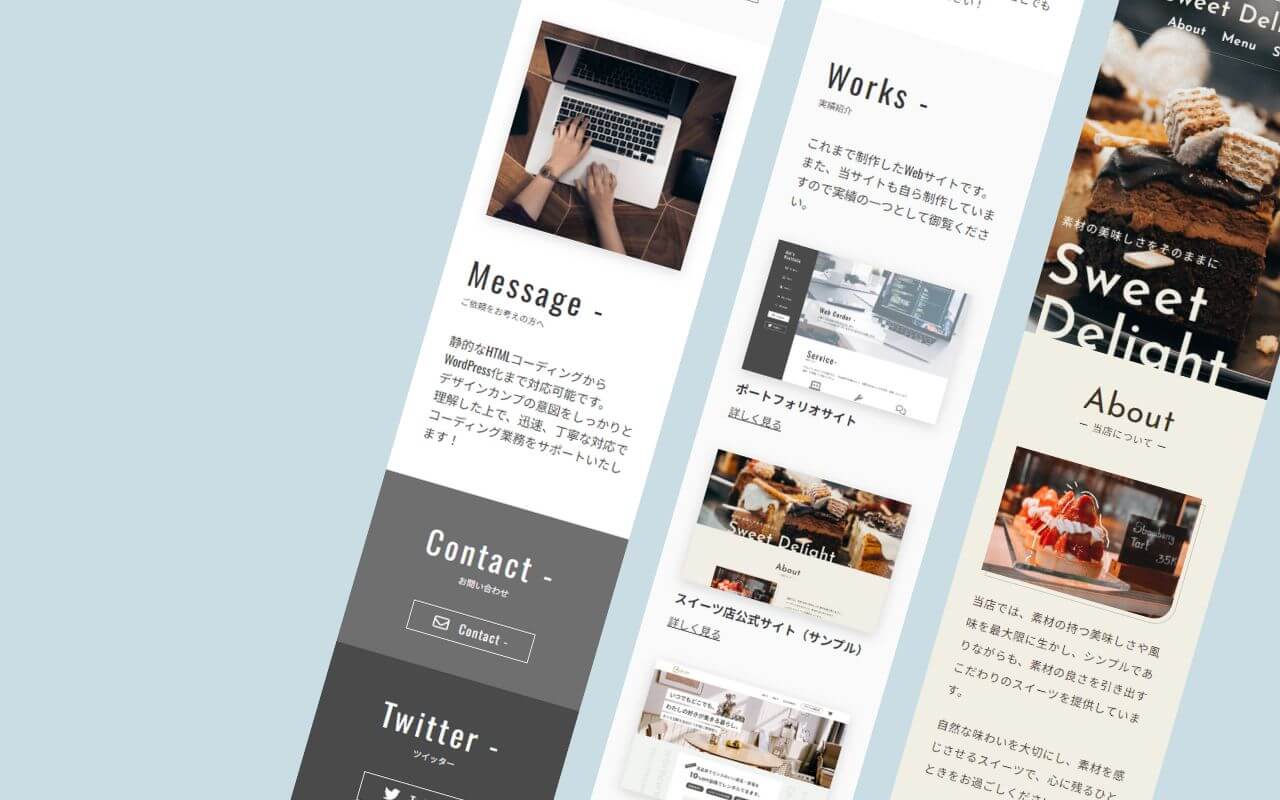 Message -
ご依頼をお考えの方へ
静的なHTMLコーディングから
WordPress化まで対応可能です。
デザインカンプの意図をしっかりと
理解した上で、迅速、丁寧な対応で
コーディング業務をサポートいたし
ます！
Contact -
お問い合わせ
Contact -
Twitter -
ツイッター
Works -
実績紹介
これまで制作したWebサイトです。
また、当サイトも自ら制作していま
すので実績の一つとして御覧くださ
い。
Web Corder -
Service-
ポートフォリオサイト
詳しく見る
Sweet Delight
About
スイーツ店公式サイト（サンプル）
詳しく見る
いつでもどこでも、
わたしの好きが集まる暮らし。
About Menu
素材の美味しさをそのままに
Sweet
Delight
About
ー 当店について ー
Strawberry
Tart
35K
当店では、素材の持つ美味しさや風
味を最大限に生かし、シンプルであ
りながらも、素材の良さを引き出す
こだわりのスイーツを提供していま
す。
自然な味わいを大切にし、素材を感
じさせるスイーツで、心に残るひと
ときをお過ごしください